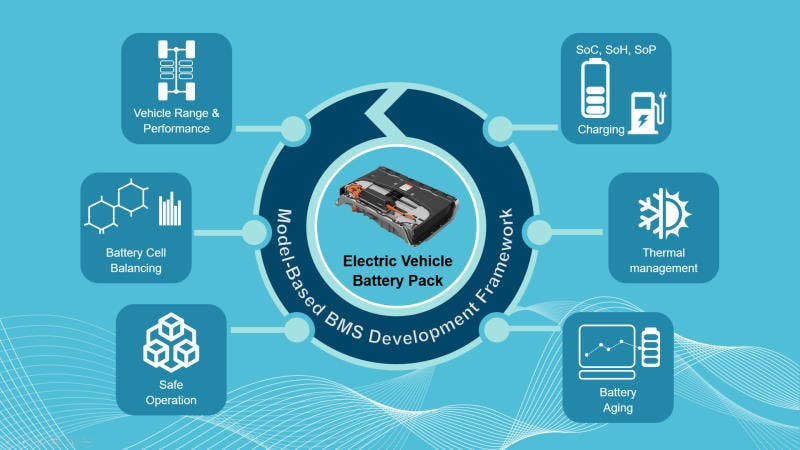 Vehicle Range &
Performance
SoC, SoH, SoP
Charging
Battery Cell
Balancing
Electric Vehicle
Battery Pack
Model-Based BMS Development Framework
Thermal
management
Safe
Operation
Battery
Aging